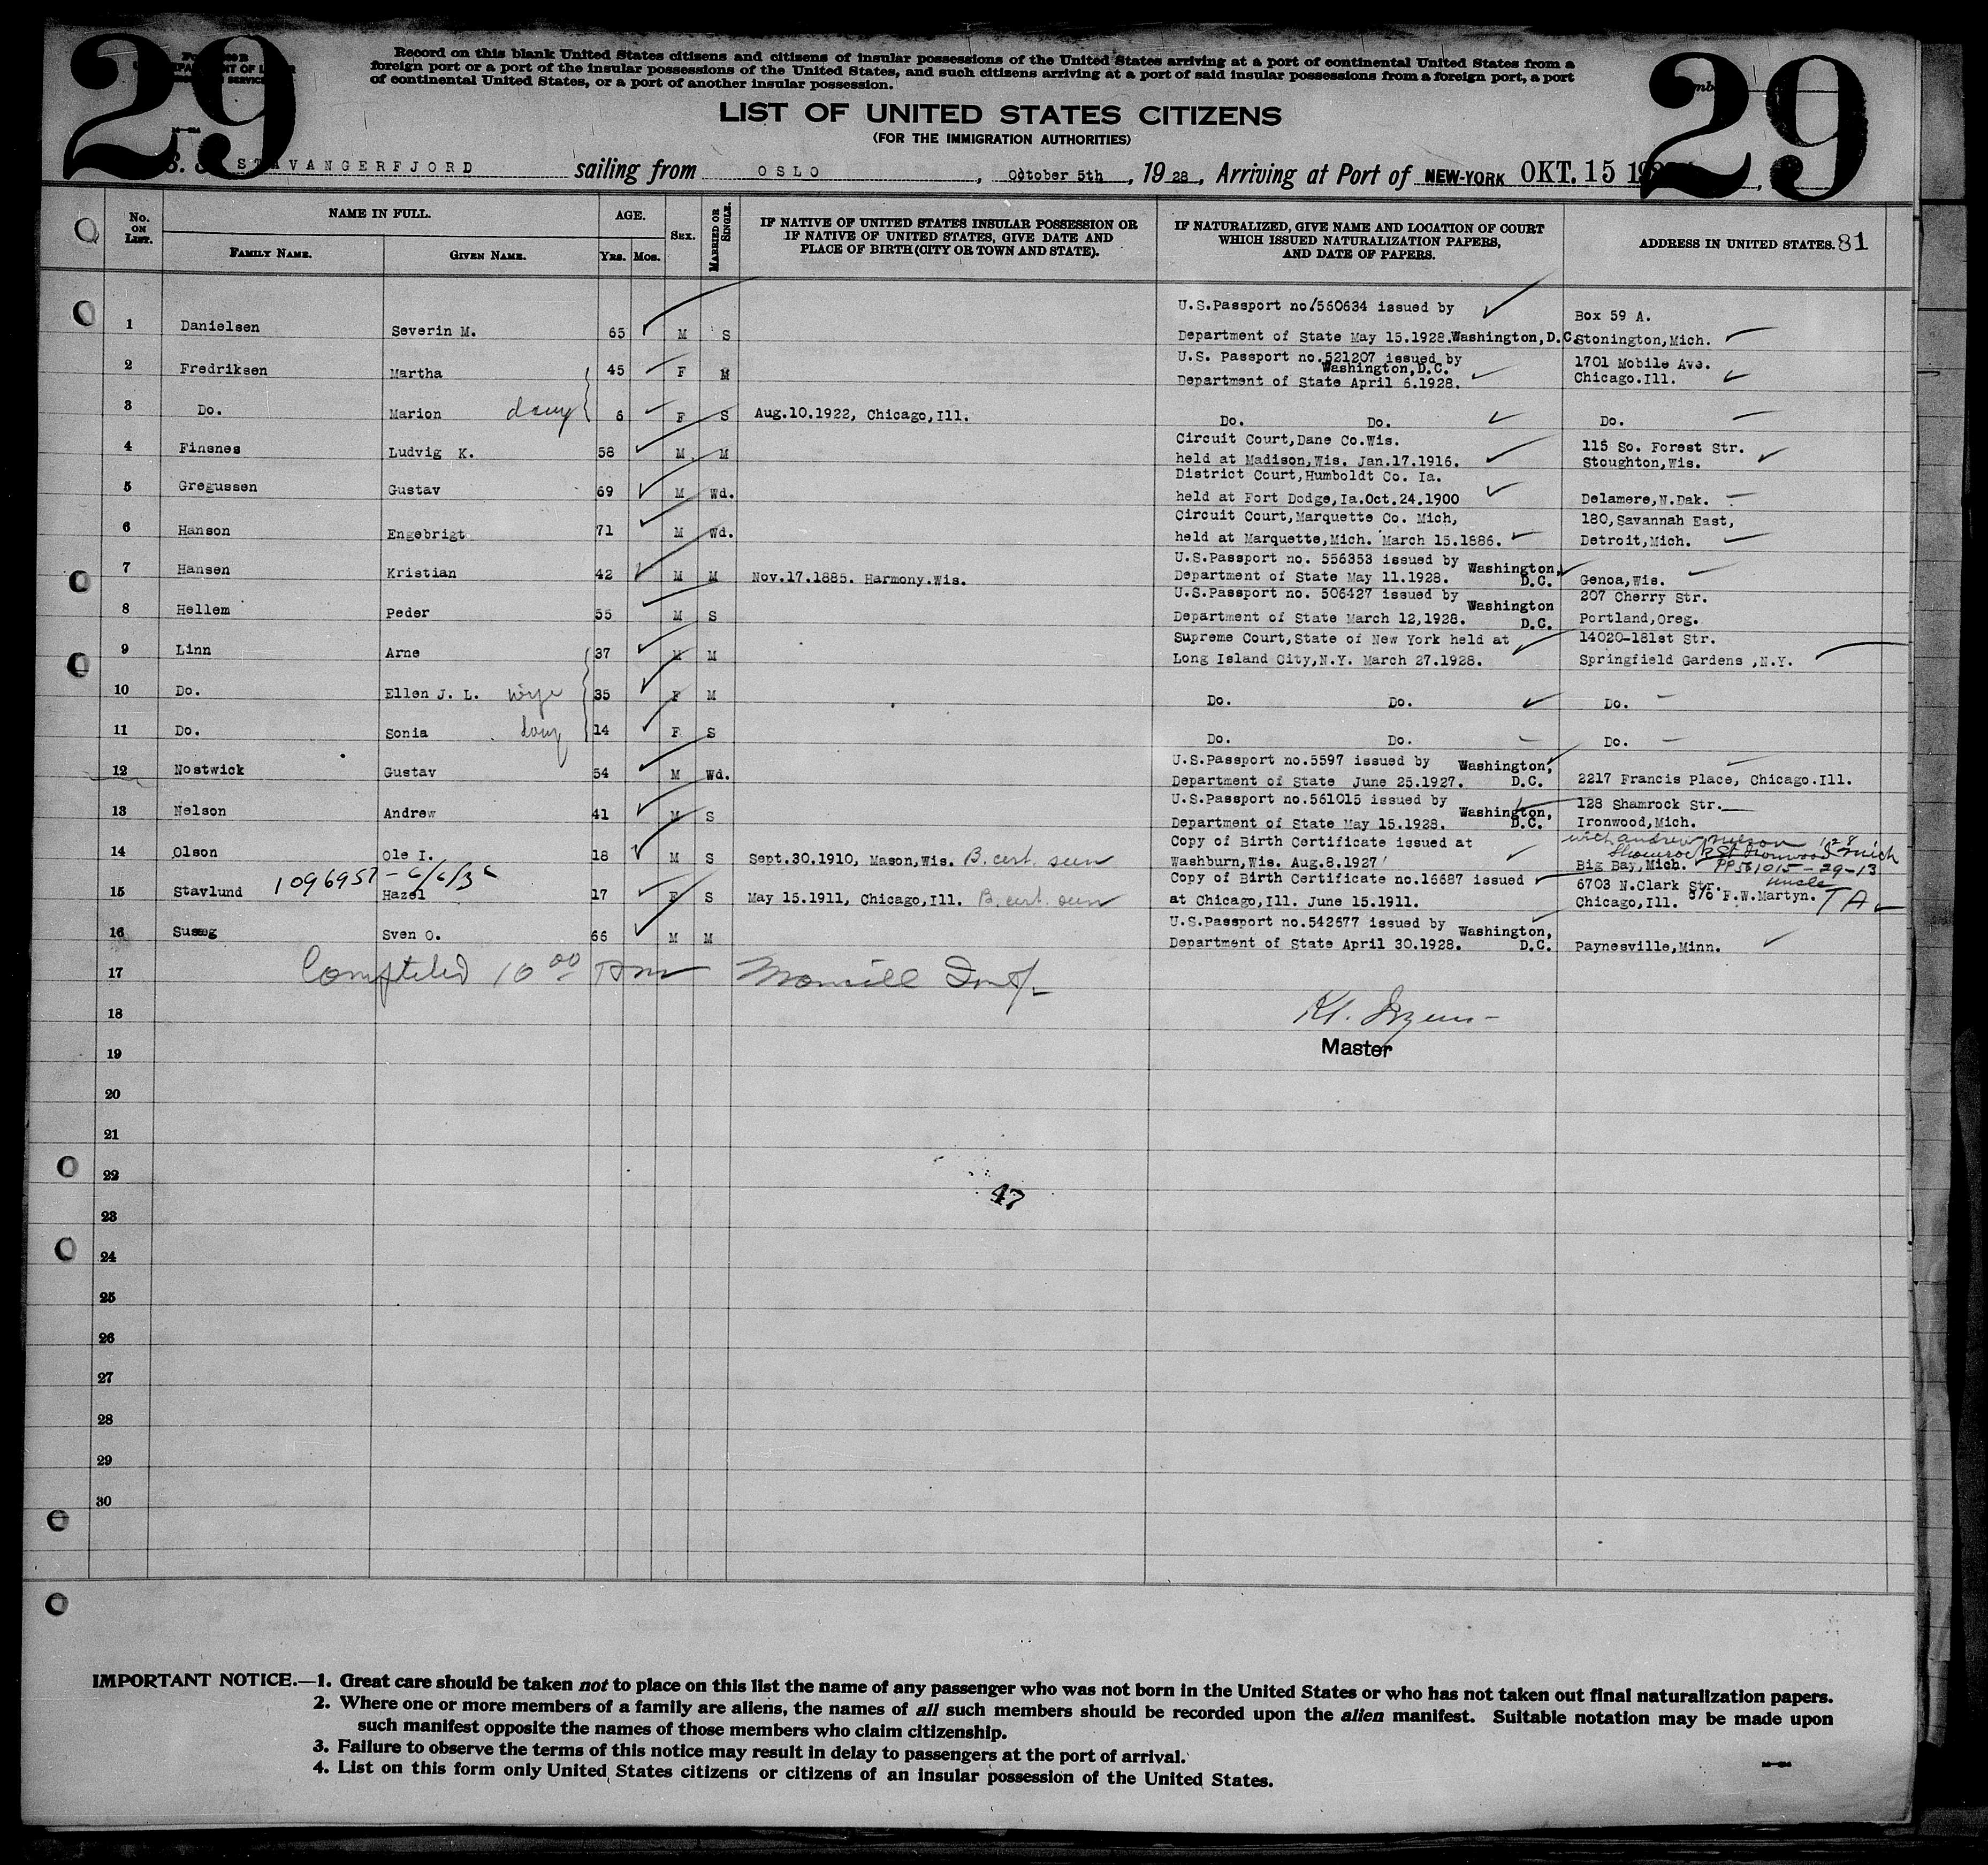 29
29
Record on this blank United States citizens and citizens of insular possessions of the United States arriving at a port of continental United States from a
foreign port or a port of the insular possessions of the United States, and such citizens arriving at a port of said insular possessions from a foreign port, a port
of continental United States, or a port of another insular possession.
LIST OF UNITED STATES CITIZENS
(FOR THE IMMIGRATION AUTHORITIES)
S. S. STAVANGERFJORD sailing from OSLO, October 5th, 1928, Arriving at Port of NEW-YORK OKT. 15
No. ON LIST.
NAME IN FULL.
FAMILY NAME.
GIVEN NAME.
AGE.
YRS. MOS.
SEX.
MARRIED OR SINGLE.
IF NATIVE OF UNITED STATES INSULAR POSSESSION OR
IF NATIVE OF UNITED STATES, GIVE DATE AND
PLACE OF BIRTH (CITY OR TOWN AND STATE).
IF NATURALIZED, GIVE NAME AND LOCATION OF COURT
WHICH ISSUED NATURALIZATION PAPERS,
AND DATE OF PAPERS.
ADDRESS IN UNITED STATES. 81
1 Danielsen Severin M. 65 M S
U.S.Passport no/560634 issued by
Department of State May 15.1928.Washington,D.C.
Box 59 A.
Stonington,Mich.
2 Fredriksen Martha 45 F M
U.S. Passport no.521207 issued by
Washington,D.C.
Department of State April 6.1928.
1701 Mobile Ave.
Chicago.Ill.
3 Do. Marion daug 6 F S Aug.10.1922, Chicago,Ill. Do. Do. Do.
4 Finsnes Ludvig K. 58 M M
Circuit Court,Dane Co.Wis.
held at Madison,Wis. Jan.17.1916.
115 So. Forest Str.
Stoughton,Wis.
5 Gregussen Gustav 69 M Wd.
District Court,Humboldt Co. Ia.
held at Fort Dodge,Ia.Oct.24.1900
Delamere,N.Dak.
6 Hanson Engebrigt 71 M Wd.
Circuit Court,Marquette Co. Mich,
held at Marquette,Mich. March 15.1886.
180,Savannah East,
Detroit,Mich.
7 Hansen Kristian 42 M M Nov.17.1885. Harmony.Wis.
U.S.Passport no. 556353 issued by Washington,
Department of State May 11.1928. D.C.
Genoa,Wis.
8 Hellem Peder 55 M S
U.S.Passport no. 506427 issued by Washington
Department of State March 12,1928. D.C.
207 Cherry Str.
Portland,Oreg.
9 Linn Arne 37 M M
Supreme Court,State of New York held at
Long Island City,N.Y. March 27.1928.
14020-181st Str.
Springfield Gardens ,N.Y.
10 Do. Ellen J. L. wife 35 F M Do. Do. Do.
11 Do. Sonia daug 14 F S Do. Do. Do.
12 Nostwick Gustav 54 M Wd.
U.S.Passport no.5597 issued by Washington,
Department of State June 25.1927. D.C.
2217 Francis Place, Chicago.Ill.
13 Nelson Andrew 41 M S
U.S.Passport no.561015 issued by Washington,
Department of State May 15.1928. D.C.
128 Shamrock Str.
Ironwood,Mich.
14 Olson Ole I. 18 M S Sept.30.1910, Mason,Wis. B. cert. seen
Copy of Birth Certificate issued at
Washburn,Wis. Aug.8.1927
with Andrew Nelson 128
St Ironwood Mich
Big Bay,Mich. PP561015-29-13
15 Stavlund 1096957 - Hazel 17 F S May 15.1911, Chicago,Ill. B. cert. seen
Copy of Birth Certificate no.16687 issued
at Chicago,Ill. June 15.1911.
6703 N.Clark Str. uncle
Chicago,Ill. c/o F.W.Martyn. TA
16 Susæg Sven O. 66 M M
U.S.Passport no.542677 issued by Washington,
Department of State April 30.1928. D.C.
Paynesville,Minn.
17 Completed 10 00 Am
18
Master
19
20
21
22
47
23
24
25
26
27
28
29
30
IMPORTANT NOTICE.—1. Great care should be taken not to place on this list the name of any passenger who was not born in the United States or who has not taken out final naturalization papers.
2. Where one or more members of a family are aliens, the names of all such members should be recorded upon the alien manifest. Suitable notation may be made upon
such manifest opposite the names of those members who claim citizenship.
3. Failure to observe the terms of this notice may result in delay to passengers at the port of arrival.
4. List on this form only United States citizens or citizens of an insular possession of the United States.